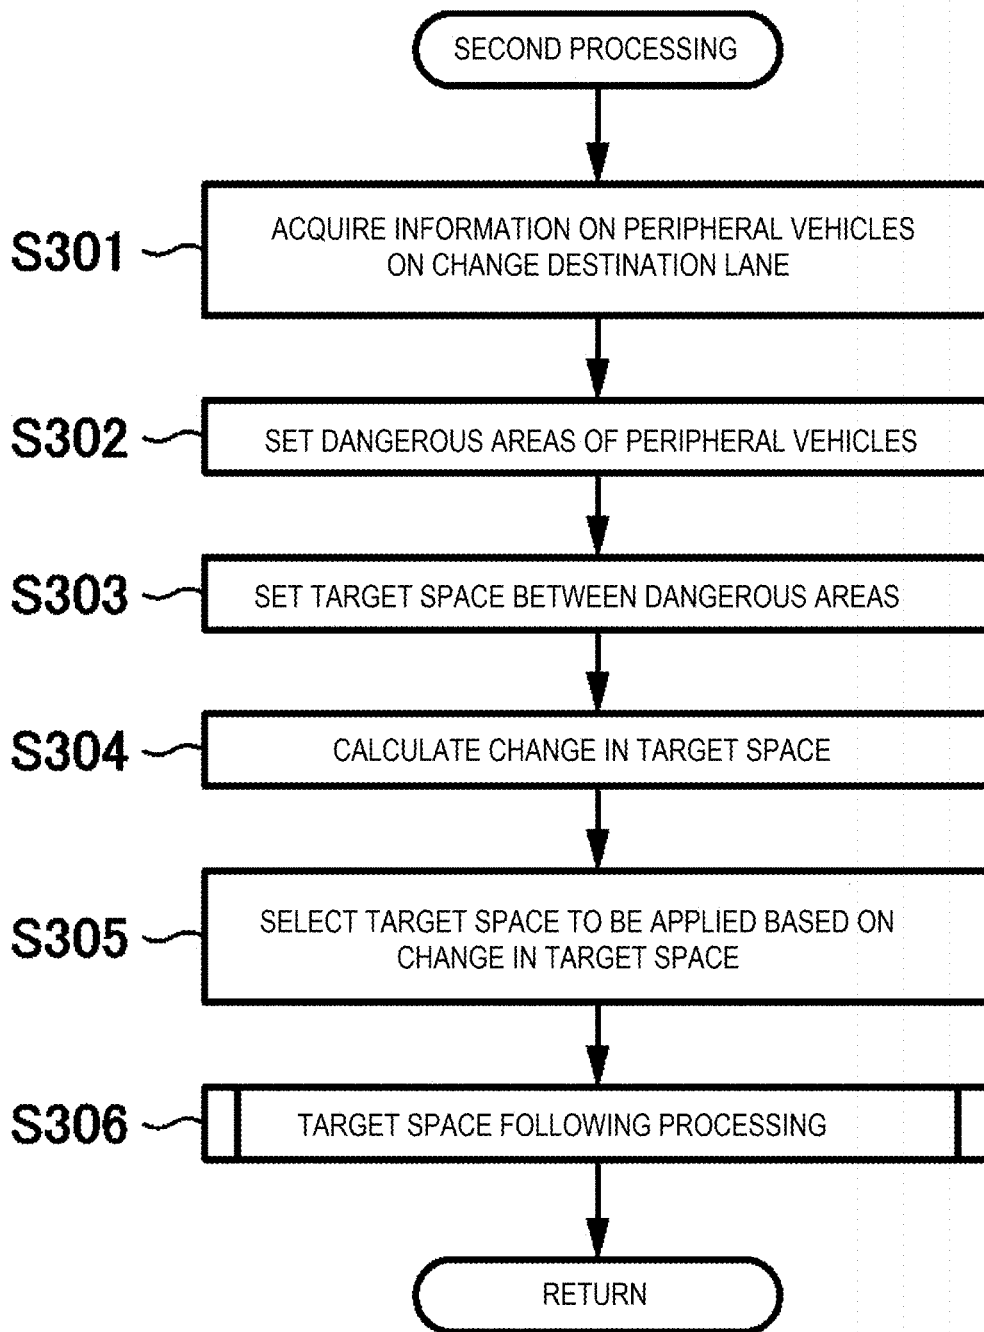 SECOND PROCESSING
S301
ACQUIRE INFORMATION ON PERIPHERAL VEHICLES
ON CHANGE DESTINATION LANE
S302
SET DANGEROUS AREAS OF PERIPHERAL VEHICLES
S303
SET TARGET SPACE BETWEEN DANGEROUS AREAS
S304
CALCULATE CHANGE IN TARGET SPACE
S305
SELECT TARGET SPACE TO BE APPLIED BASED ON
CHANGE IN TARGET SPACE
S306
TARGET SPACE FOLLOWING PROCESSING
RETURN